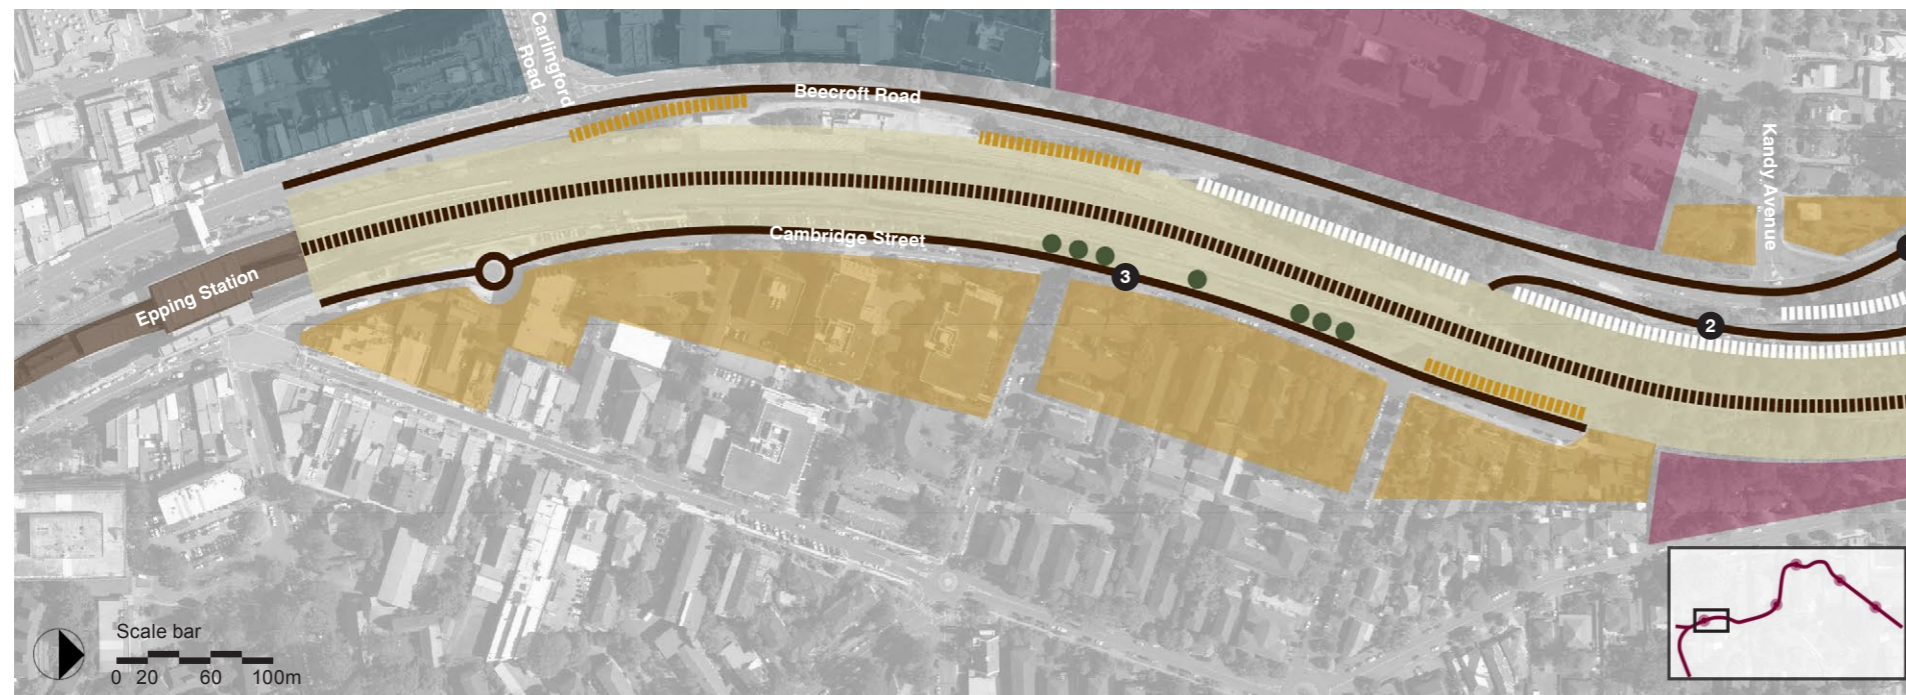 Carlingford
Road
Beecroft Road
Kandy Avenue
Cambridge Street
Epping Station
3
2
Scale bar
0 20 60 100m